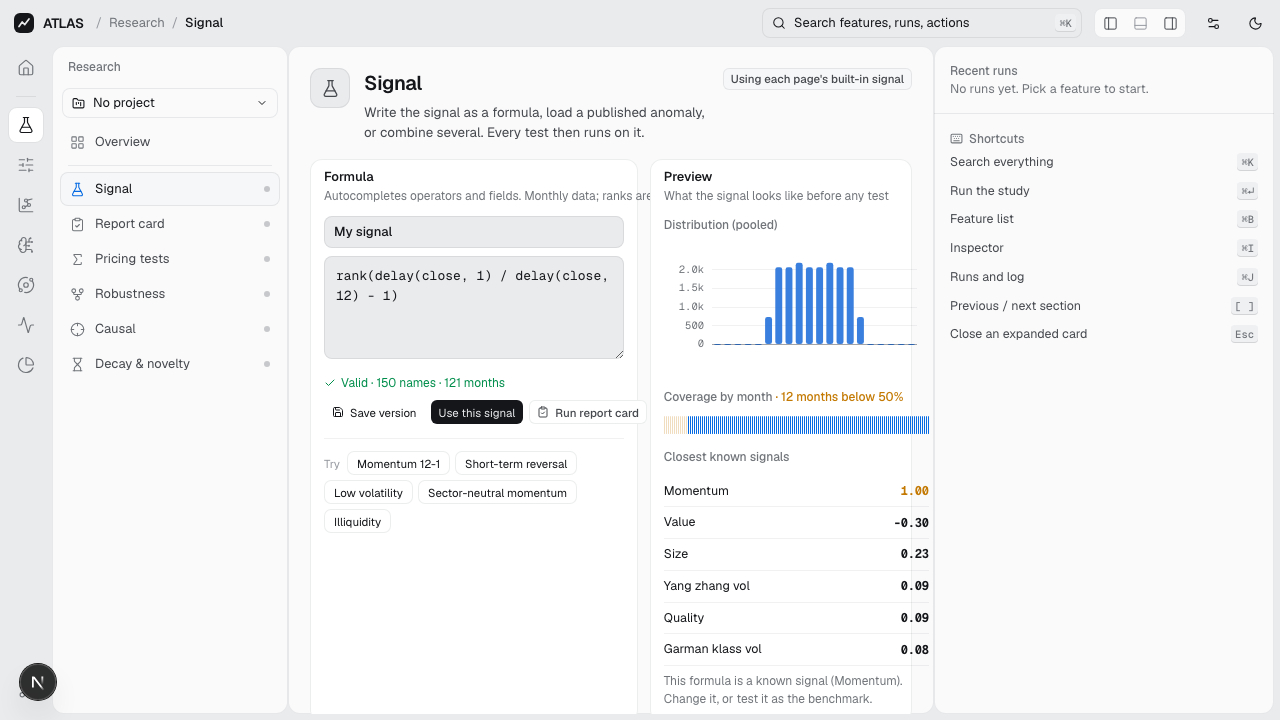 ATLAS / Research / Signal
Search features, runs, actions ⌘K
Research
No project
Overview
Signal
Report card
Pricing tests
Robustness
Causal
Decay & novelty
N
Signal
Using each page's built-in signal
Write the signal as a formula, load a published anomaly,
or combine several. Every test then runs on it.
Formula
Autocompletes operators and fields. Monthly data; ranks are
My signal
rank(delay(close, 1) / delay(close,
12) - 1)
Valid · 150 names · 121 months
Save version
Use this signal
Run report card
Try
Momentum 12-1
Short-term reversal
Low volatility
Sector-neutral momentum
Illiquidity
Preview
What the signal looks like before any test
Distribution (pooled)
2.0k
1.5k
1.0k
500
0
Coverage by month · 12 months below 50%
Closest known signals
Momentum 1.00
Value -0.30
Size 0.23
Yang zhang vol 0.09
Quality 0.09
Garman klass vol 0.08
This formula is a known signal (Momentum).
Change it, or test it as the benchmark.
Recent runs
No runs yet. Pick a feature to start.
Shortcuts
Search everything ⌘K
Run the study ⌘↵
Feature list ⌘B
Inspector ⌘I
Runs and log ⌘J
Previous / next section [ ]
Close an expanded card Esc